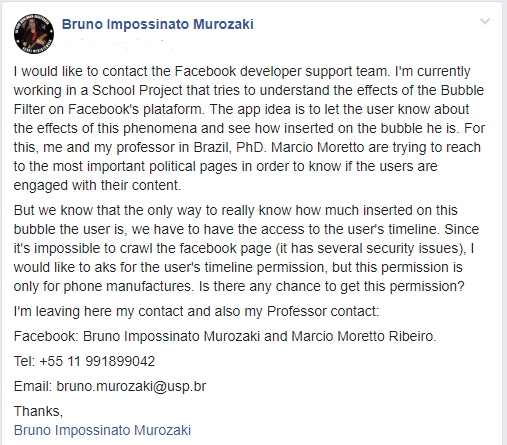 Bruno Impossinato Murozaki
I would like to contact the Facebook developer support team. I'm currently
working in a School Project that tries to understand the effects of the Bubble
Filter on Facebook's plataform. The app idea is to let the user know about
the effects of this phenomena and see how inserted on the bubble he is. For
this, me and my professor in Brazil, PhD. Marcio Moretto are trying to reach
to the most important political pages in order to know if the users are
engaged with their content.
But we know that the only way to really know how much inserted on this
bubble the user is, we have to have the access to the user's timeline. Since
it's impossible to crawl the facebook page (it has several security issues), I
would like to aks for the user's timeline permission, but this permission is
only for phone manufactures. Is there any chance to get this permission?
I'm leaving here my contact and also my Professor contact:
Facebook: Bruno Impossinato Murozaki and Marcio Moretto Ribeiro.
Tel: +55 11 991899042
Email: bruno.murozaki@usp.br
Thanks,
Bruno Impossinato Murozaki